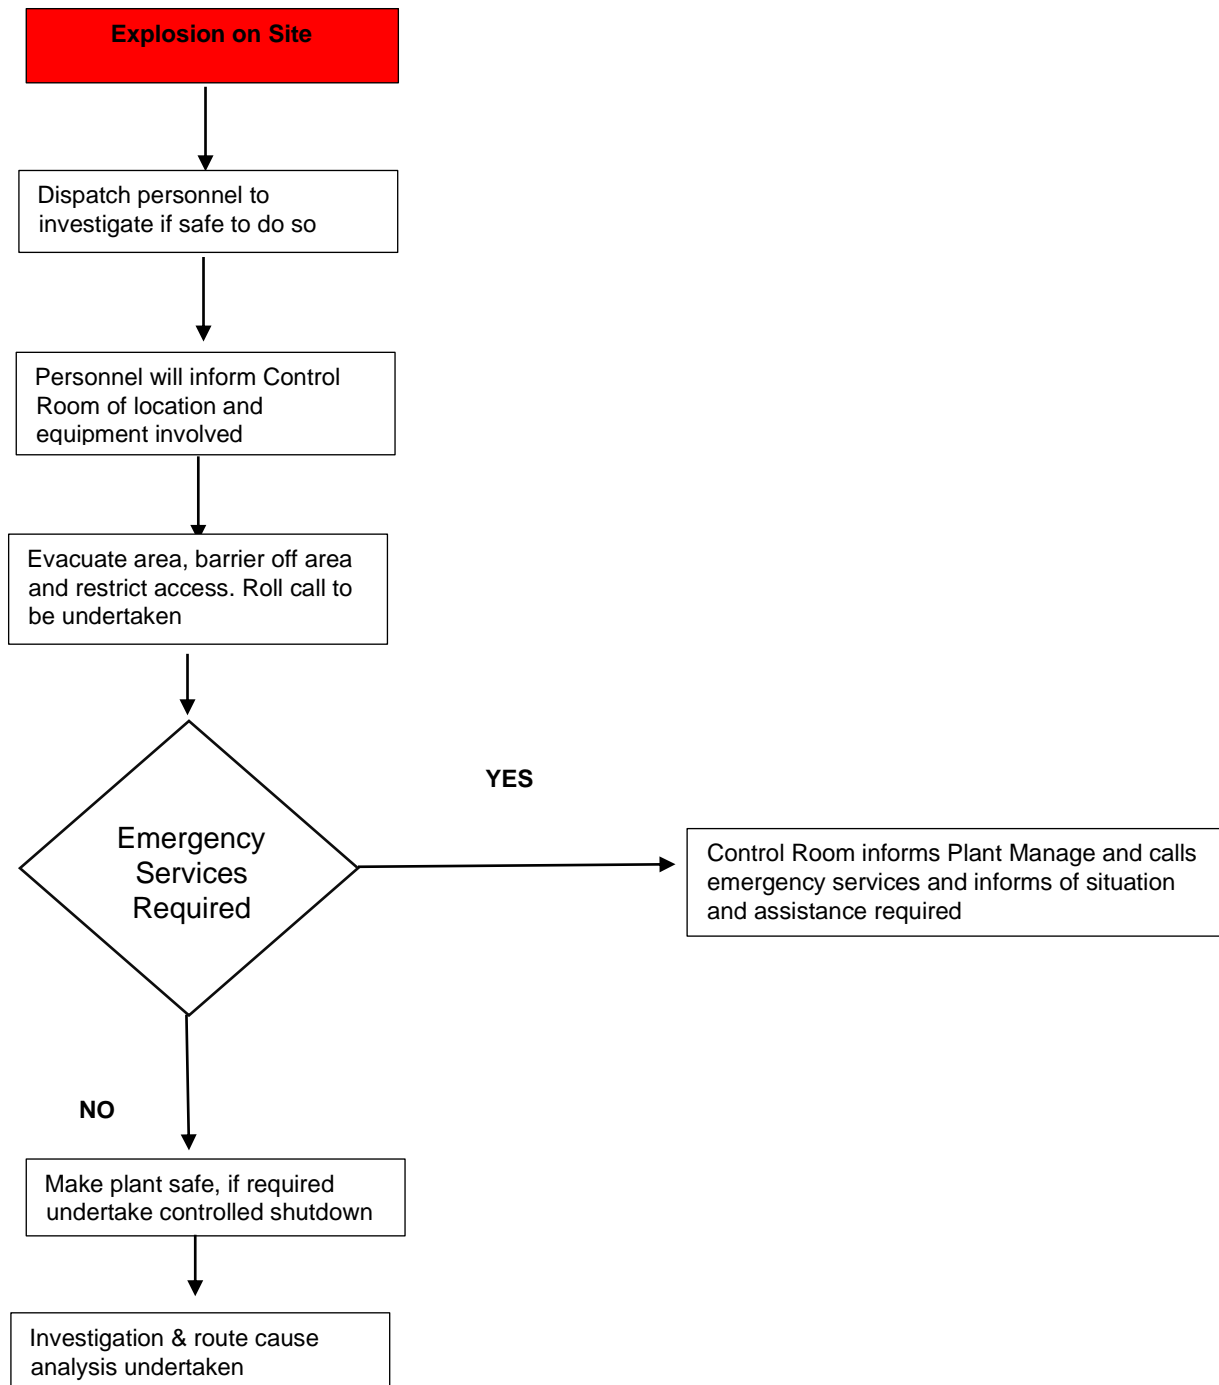 Explosion on Site
Dispatch personnel to
investigate if safe to do so
Personnel will inform Control
Room of location and
equipment involved
Evacuate area, barrier off area
and restrict access. Roll call to
be undertaken
Emergency
Services
Required
YES
Control Room informs Plant Manage and calls
emergency services and informs of situation
and assistance required
NO
Make plant safe, if required
undertake controlled shutdown
Investigation & route cause
analysis undertaken